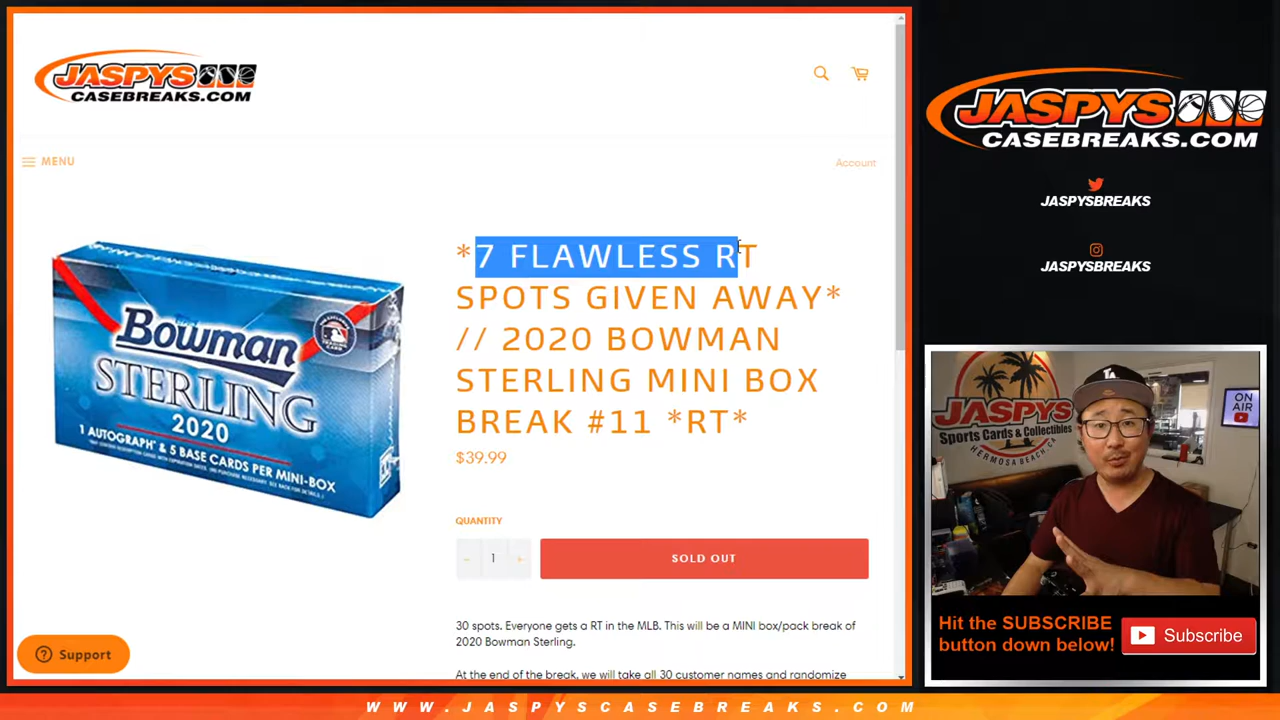 JASPYS
CASEBREAKS.COM
MENU
Account
*7 FLAWLESS RT
SPOTS GIVEN AWAY*
// 2020 BOWMAN
STERLING MINI BOX
BREAK #11 *RT*
$39.99
QUANTITY
- 1 +
SOLD OUT
30 spots. Everyone gets a RT in the MLB. This will be a MINI box/pack break of
2020 Bowman Sterling.
At the end of the break, we will take all 30 customer names and randomize
Bowman
STERLING
2020
1 AUTOGRAPH* & 5 BASE CARDS PER MINI-BOX
Support
JASPYS
CASEBREAKS.COM
JASPYSBREAKS
JASPYSBREAKS
JASPYS
Sports Cards & Collectibles
HERMOSA BEACH, CA
ON
AIR
Hit the SUBSCRIBE
button down below!
Subscribe
WWW.JASPYSCASEBREAKS.COM